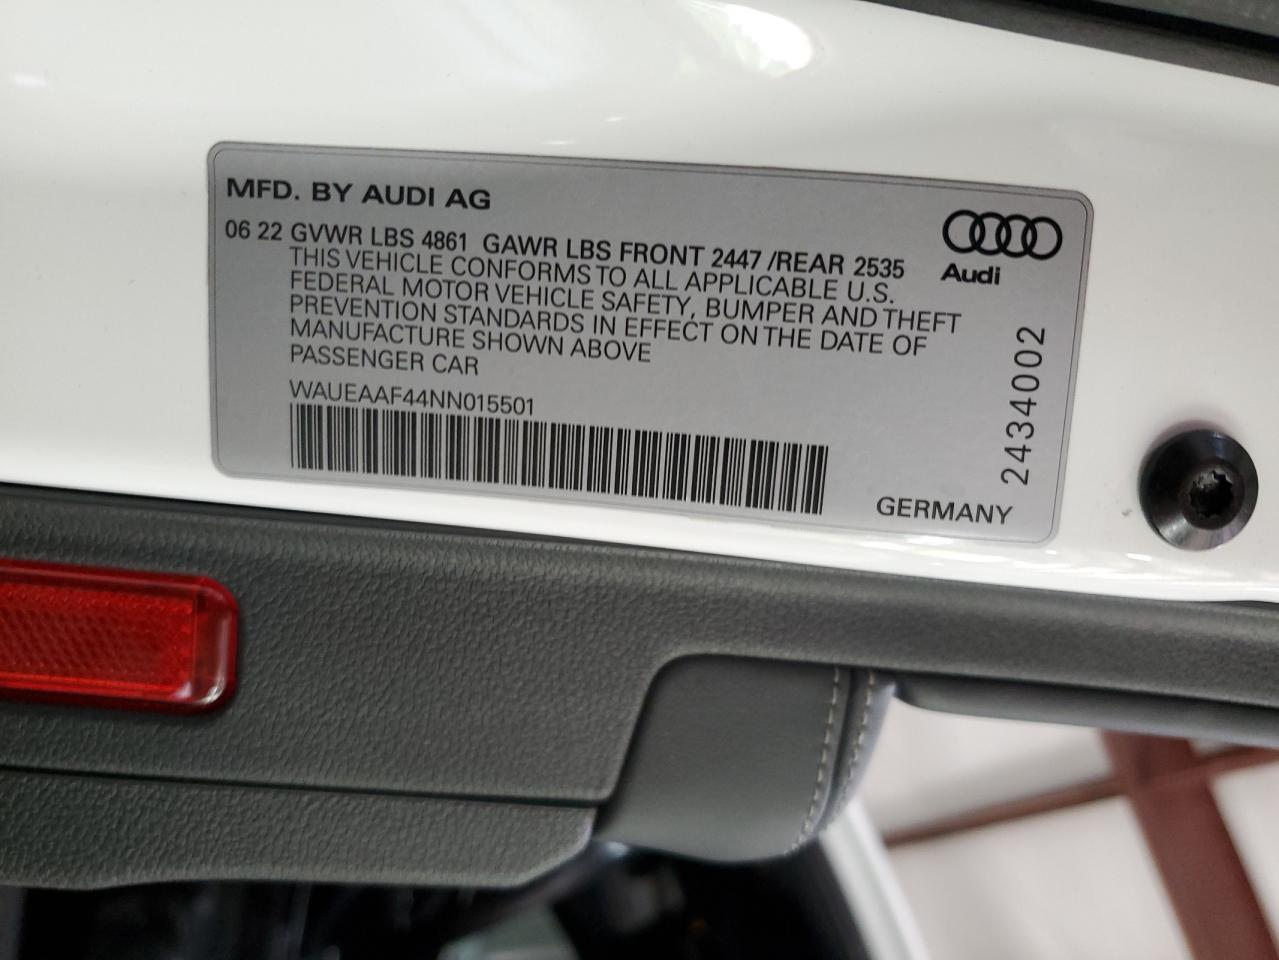 MFD. BY AUDI AG
Audi
06 22 GVWR LBS 4861 GAWR LBS FRONT 2447 /REAR 2535
THIS VEHICLE CONFORMS TO ALL APPLICABLE U.S.
FEDERAL MOTOR VEHICLE SAFETY, BUMPER AND THEFT
PREVENTION STANDARDS IN EFFECT ON THE DATE OF
MANUFACTURE SHOWN ABOVE
PASSENGER CAR
WAUEAAF44NN015501
2434002
GERMANY